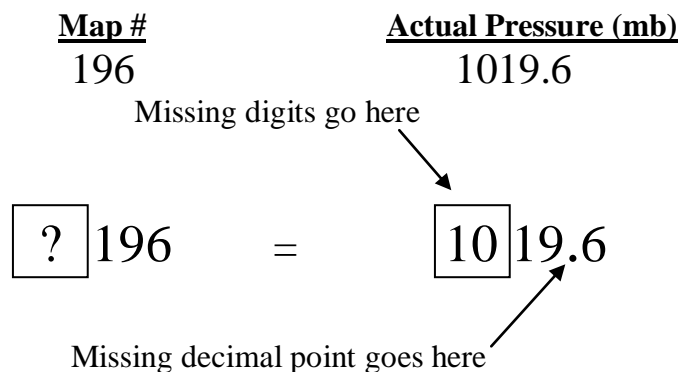 Map # Actual Pressure (mb)
196 1019.6
Missing digits go here
? 196 = 10 19.6
Missing decimal point goes here